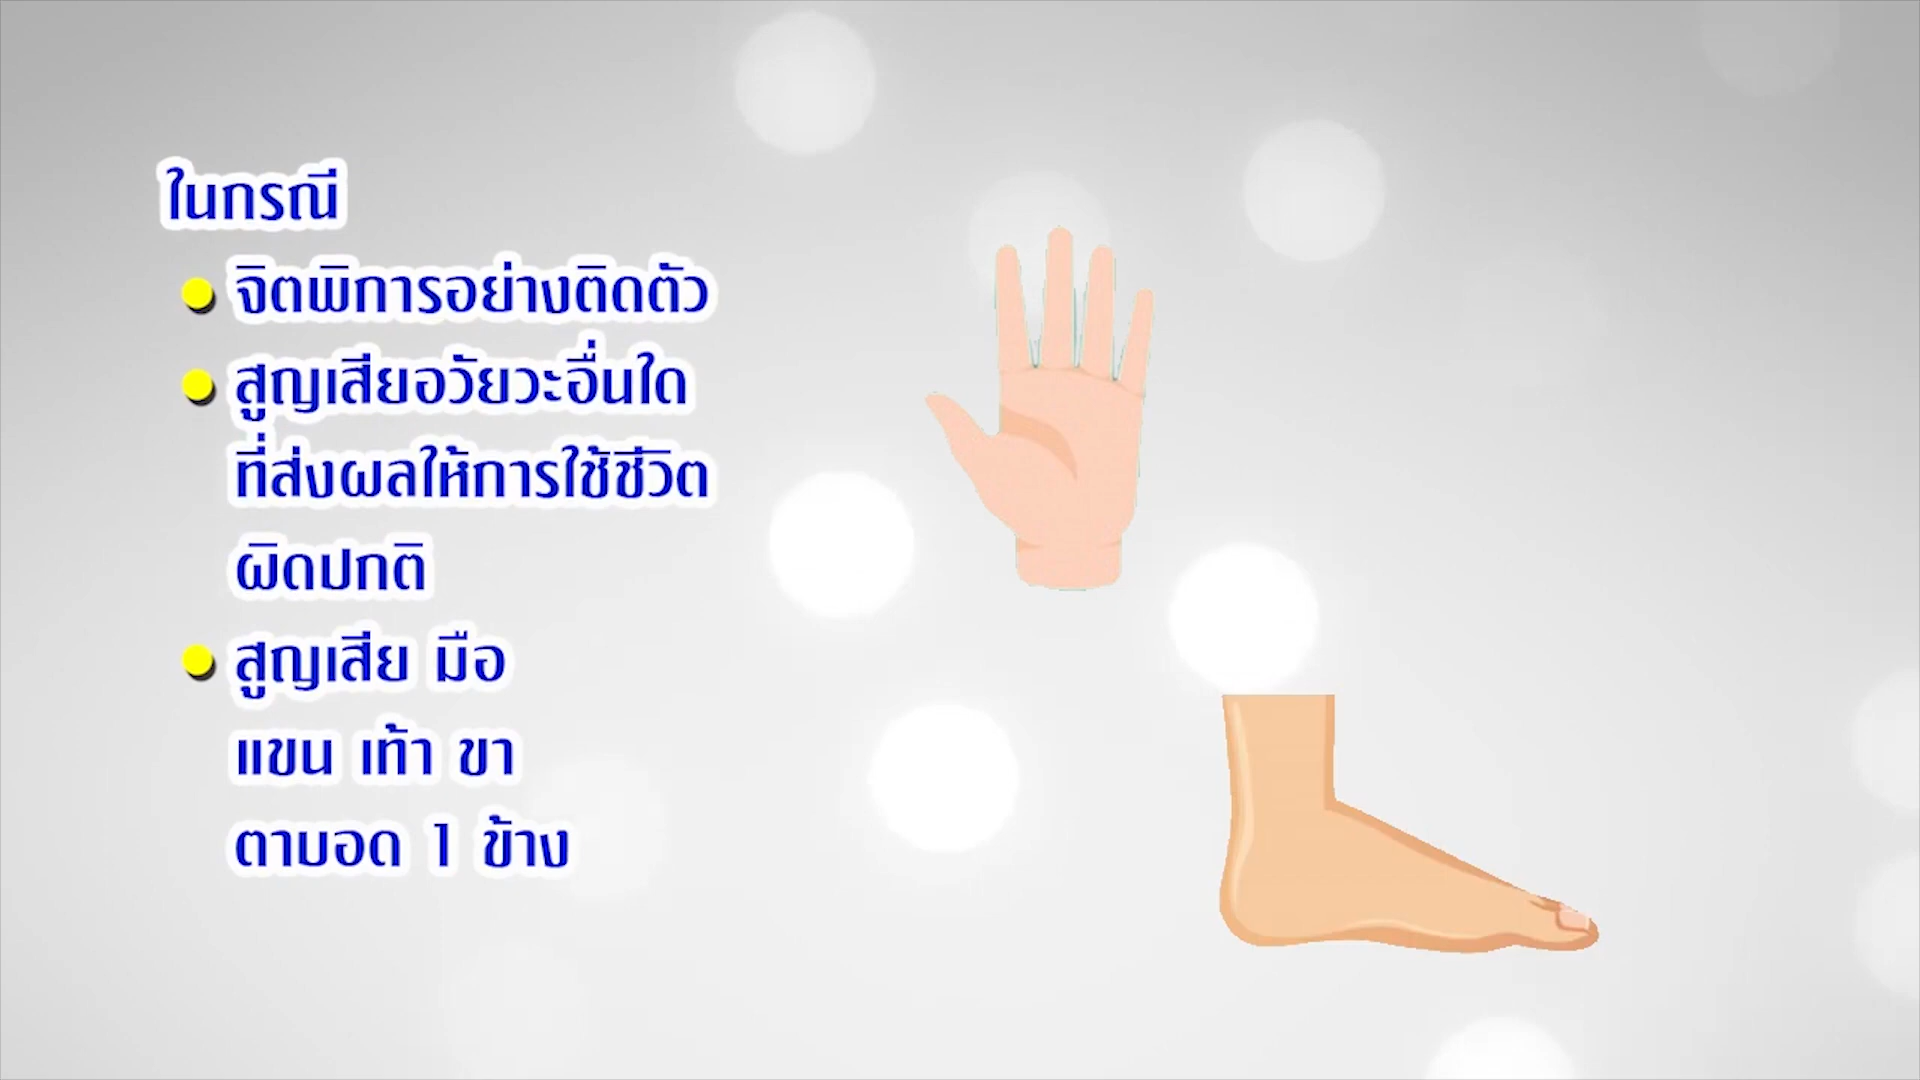 ในกรณี
จิตพิการอย่างติดตัว
สูญเสียอวัยวะอื่นใด
ที่ส่งผลให้การใช้ชีวิต
ผิดปกติ
สูญเสีย มือ
แขน เท้า ขา
ตาบอด 1 ข้าง